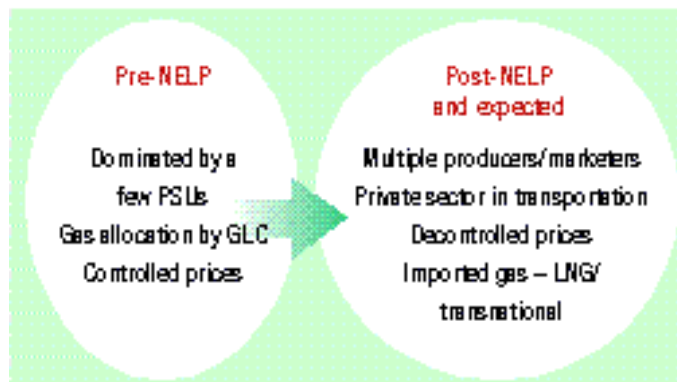 Pre-NELP
Dominated by a
few PSUs
Gas allocation by GLC
Controlled prices
Post-NELP
and expected
Multiple producers/marketers
Private sector in transportation
Decontrolled prices
Imported gas – LNG/
transnational